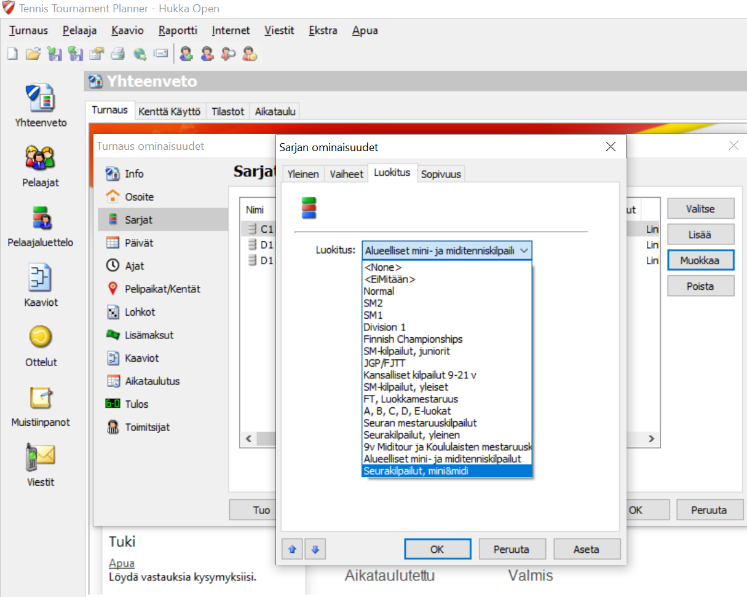 Tennis Tournament Planner - Hukka Open
Turnaus Pelaaja Kaavio Raportti Internet Viestit Ekstra Apua
Yhteenveto
Pelaajat
Pelaajaluettelo
Kaaviot
Ottelut
Muistiinpanot
Viestit
Yhteenveto
Turnaus Kenttä Käyttö Tilastot Aikataulu
Turnaus ominaisuudet
Info
Osoite
Sarjat
Päivät
Ajat
Pelipaikat/Kentät
Lohkot
Lisämaksut
Kaaviot
Aikataulutus
Tulos
Toimitsijat
Nimi
C1
D1
D1
Lin
Valitse
Lisää
Muokkaa
Poista
Tuo
OK
Peruuta
Sarjan ominaisuudet
Yleinen Vaiheet Luokitus Sopivuus
Luokitus: Alueelliset mini- ja miditenniskilpail
<None>
<EiMitään>
Normal
SM2
SM1
Division 1
Finnish Championships
SM-kilpailut, juniorit
JGP/FJTT
Kansalliset kilpailut 9-21 v
SM-kilpailut, yleiset
FT, Luokkamestaruus
A, B, C, D, E-luokat
Seuran mestaruuskilpailut
Seurakilpailut, yleinen
9v Miditour ja Koululaisten mestaruusk
Alueelliset mini- ja miditenniskilpailut
Seurakilpailut, mini&midi
OK Peruuta Aseta
Tuki
Apua
Löydä vastauksia kysymyksiisi.
Aikataulutettu Valmis